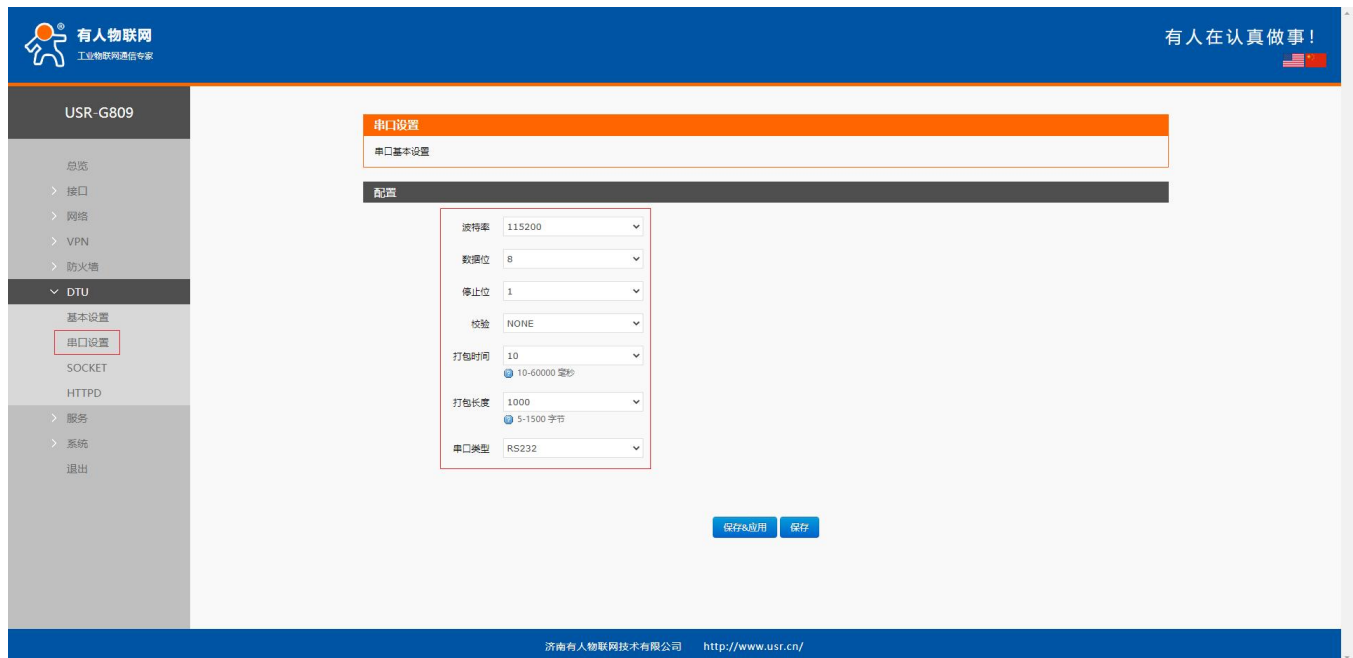 有人物联网
工业物联网通信专家
有人在认真做事！
USR-G809
总览
接口
网络
VPN
防火墙
DTU
基本设置
串口设置
SOCKET
HTTPD
服务
系统
退出
串口设置
串口基本设置
配置
波特率 115200
数据位 8
停止位 1
校验 NONE
打包时间 10
10-60000 毫秒
打包长度 1000
5-1500 字节
串口类型 RS232
保存&应用 保存
济南有人物联网技术有限公司 http://www.usr.cn/